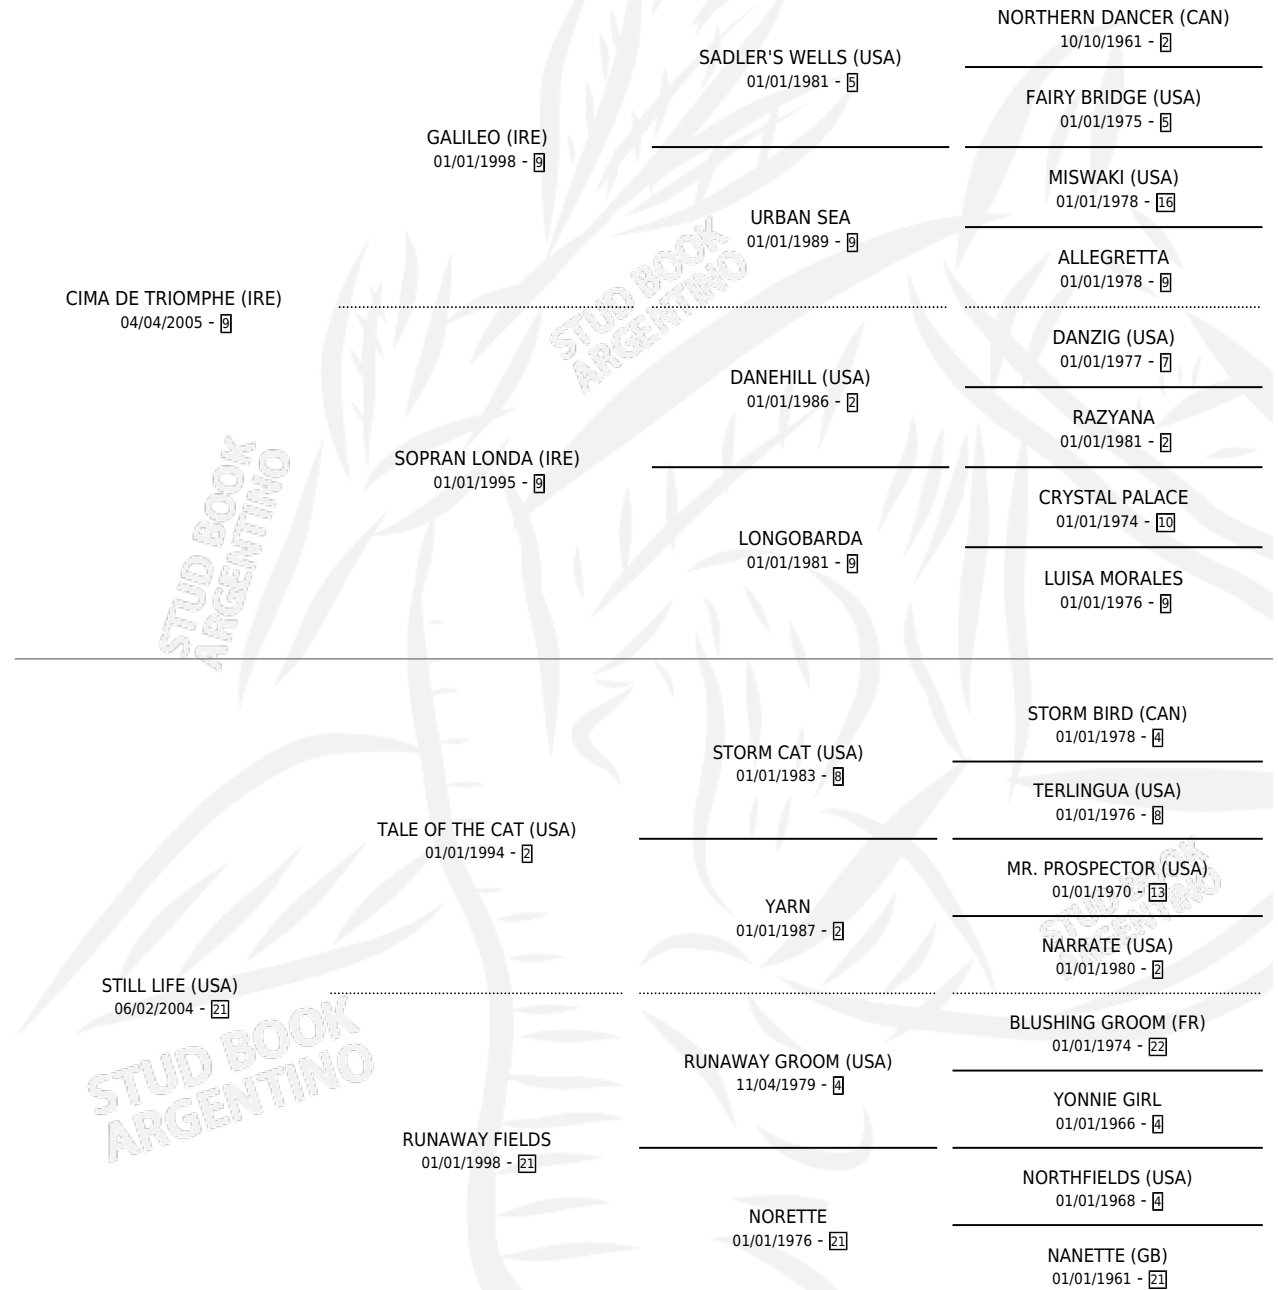 NORTHERN DANCER (CAN)
10/10/1961 - 2
SADLER'S WELLS (USA)
01/01/1981 - 5
FAIRY BRIDGE (USA)
01/01/1975 - 5
GALILEO (IRE)
01/01/1998 - 9
MISWAKI (USA)
01/01/1978 - 16
URBAN SEA
01/01/1989 - 9
ALLEGRETTA
01/01/1978 - 9
CIMA DE TRIOMPHE (IRE)
04/04/2005 - 9
DANZIG (USA)
01/01/1977 - 7
DANEHILL (USA)
01/01/1986 - 2
RAZYANA
01/01/1981 - 2
SOPRAN LONDA (IRE)
01/01/1995 - 9
CRYSTAL PALACE
01/01/1974 - 10
LONGOBARDA
01/01/1981 - 9
LUISA MORALES
01/01/1976 - 9
STORM BIRD (CAN)
01/01/1978 - 4
STORM CAT (USA)
01/01/1983 - 8
TERLINGUA (USA)
01/01/1976 - 8
TALE OF THE CAT (USA)
01/01/1994 - 2
MR. PROSPECTOR (USA)
01/01/1970 - 13
YARN
01/01/1987 - 2
NARRATE (USA)
01/01/1980 - 2
STILL LIFE (USA)
06/02/2004 - 21
BLUSHING GROOM (FR)
01/01/1974 - 22
RUNAWAY GROOM (USA)
11/04/1979 - 4
YONNIE GIRL
01/01/1966 - 4
RUNAWAY FIELDS
01/01/1998 - 21
NORTHFIELDS (USA)
01/01/1968 - 4
NORETTE
01/01/1976 - 21
NANETTE (GB)
01/01/1961 - 21
STUD BOOK
ARGENTINO
STUD BOOK
ARGENTINO
STUD BOOK
ARGENTINO
STUD BOOK
ARGENTINO